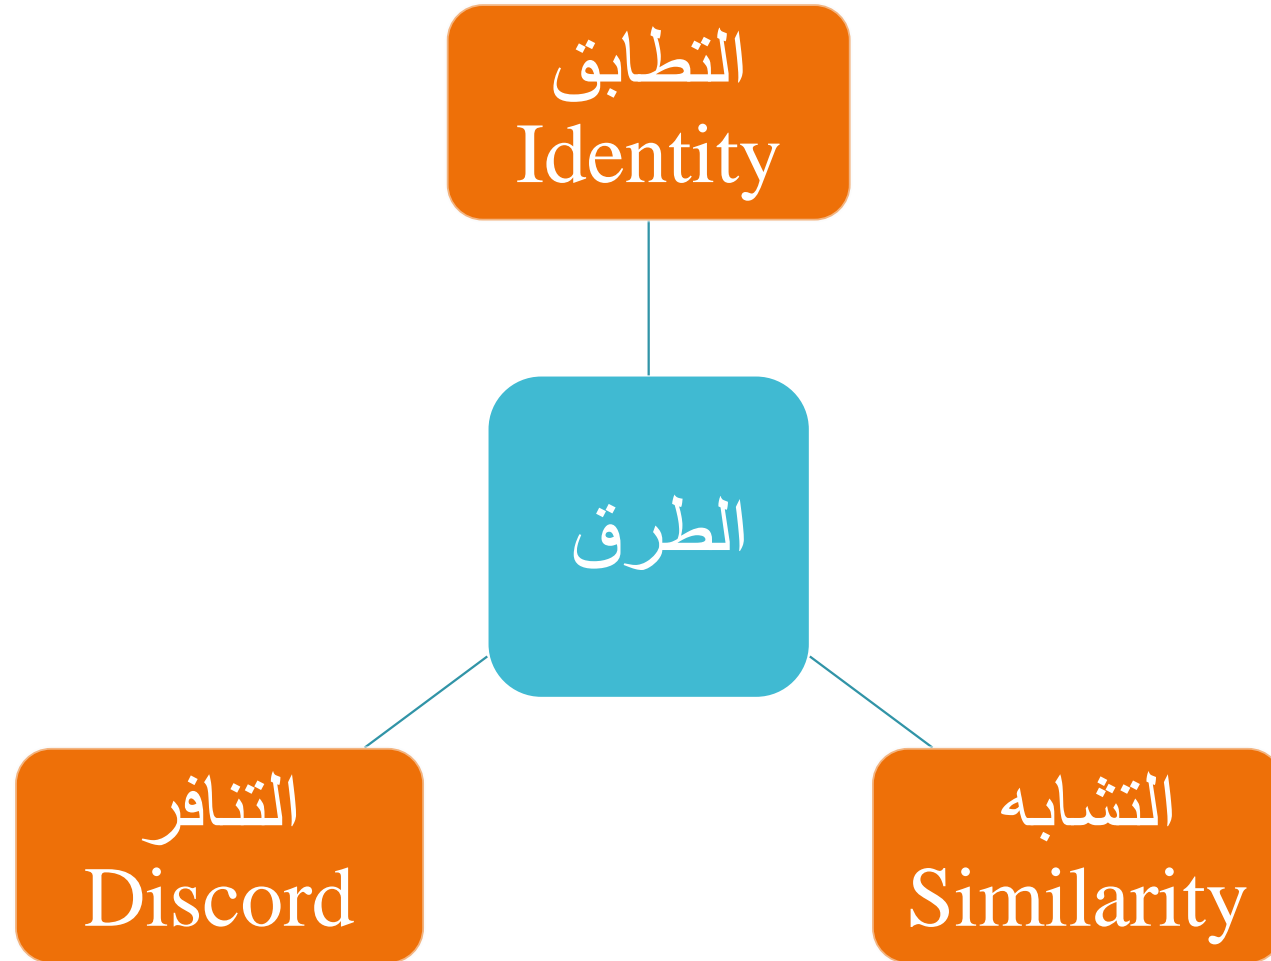 التطابق
Identity
الطرق
التنافر
Discord
التشابه
Similarity